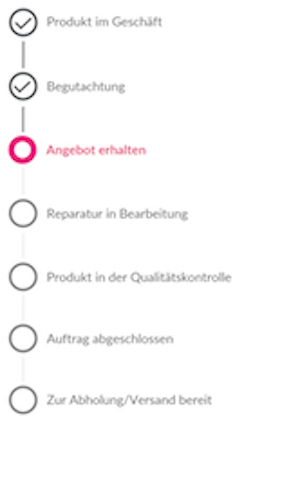 Produkt im Geschäft
Begutachtung
Angebot erhalten
Reparatur in Bearbeitung
Produkt in der Qualitätskontrolle
Auftrag abgeschlossen
Zur Abholung/Versand bereit